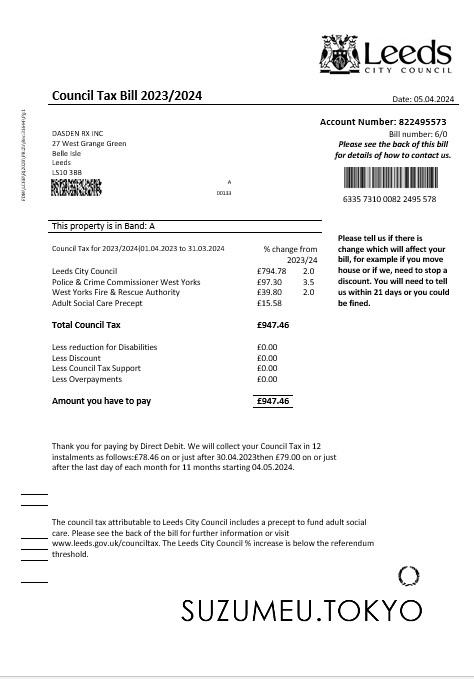 Leeds
CITY COUNCIL
Council Tax Bill 2023/2024
Date: 05.04.2024
Account Number: 822495573
Bill number: 6/0
Please see the back of this bill
for details of how to contact us.
6335 7310 0082 2495 578
DASDEN RX INC
27 West Grange Green
Belle Isle
Leeds
LS10 3BB
A
00133
This property is in Band: A
Council Tax for 2023/2024(01.04.2023 to 31.03.2024
% change from
2023/24
Leeds City Council £794.78 2.0
Police & Crime Commissioner West Yorks £97.30 3.5
West Yorks Fire & Rescue Authority £39.80 2.0
Adult Social Care Precept £15.58
Total Council Tax £947.46
Less reduction for Disabilities £0.00
Less Discount £0.00
Less Council Tax Support £0.00
Less Overpayments £0.00
Amount you have to pay £947.46
Please tell us if there is
change which will affect your
bill, for example if you move
house or if we, need to stop a
discount. You will need to tell
us within 21 days or you could
be fined.
Thank you for paying by Direct Debit. We will collect your Council Tax in 12
instalments as follows:£78.46 on or just after 30.04.2023then £79.00 on or just
after the last day of each month for 11 months starting 04.05.2024.
The council tax attributable to Leeds City Council includes a precept to fund adult social
care. Please see the back of the bill for further information or visit
www.leeds.gov.uk/counciltax. The Leeds City Council % increase is below the referendum
threshold.
SUZUMEU.TOKYO